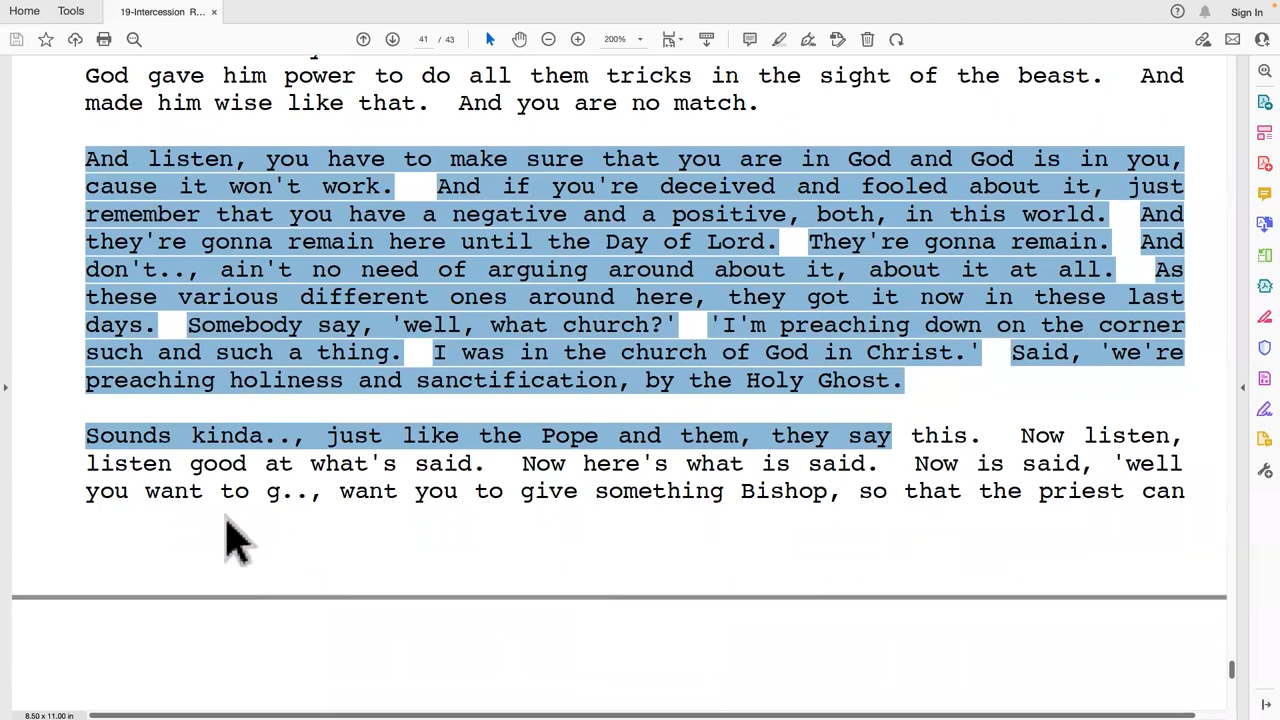 Home Tools 19-Intercession R... × Sign In
41 / 43 200%
God gave him power to do all them tricks in the sight of the beast. And
made him wise like that. And you are no match.
And listen, you have to make sure that you are in God and God is in you,
cause it won't work. And if you're deceived and fooled about it, just
remember that you have a negative and a positive, both, in this world. And
they're gonna remain here until the Day of Lord. They're gonna remain. And
don't.., ain't no need of arguing around about it, about it at all. As
these various different ones around here, they got it now in these last
days. Somebody say, 'well, what church?' 'I'm preaching down on the corner
such and such a thing. I was in the church of God in Christ.' Said, 'we're
preaching holiness and sanctification, by the Holy Ghost.
Sounds kinda.., just like the Pope and them, they say this. Now listen,
listen good at what's said. Now here's what is said. Now is said, 'well
you want to g.., want you to give something Bishop, so that the priest can
8.50 x 11.00 in